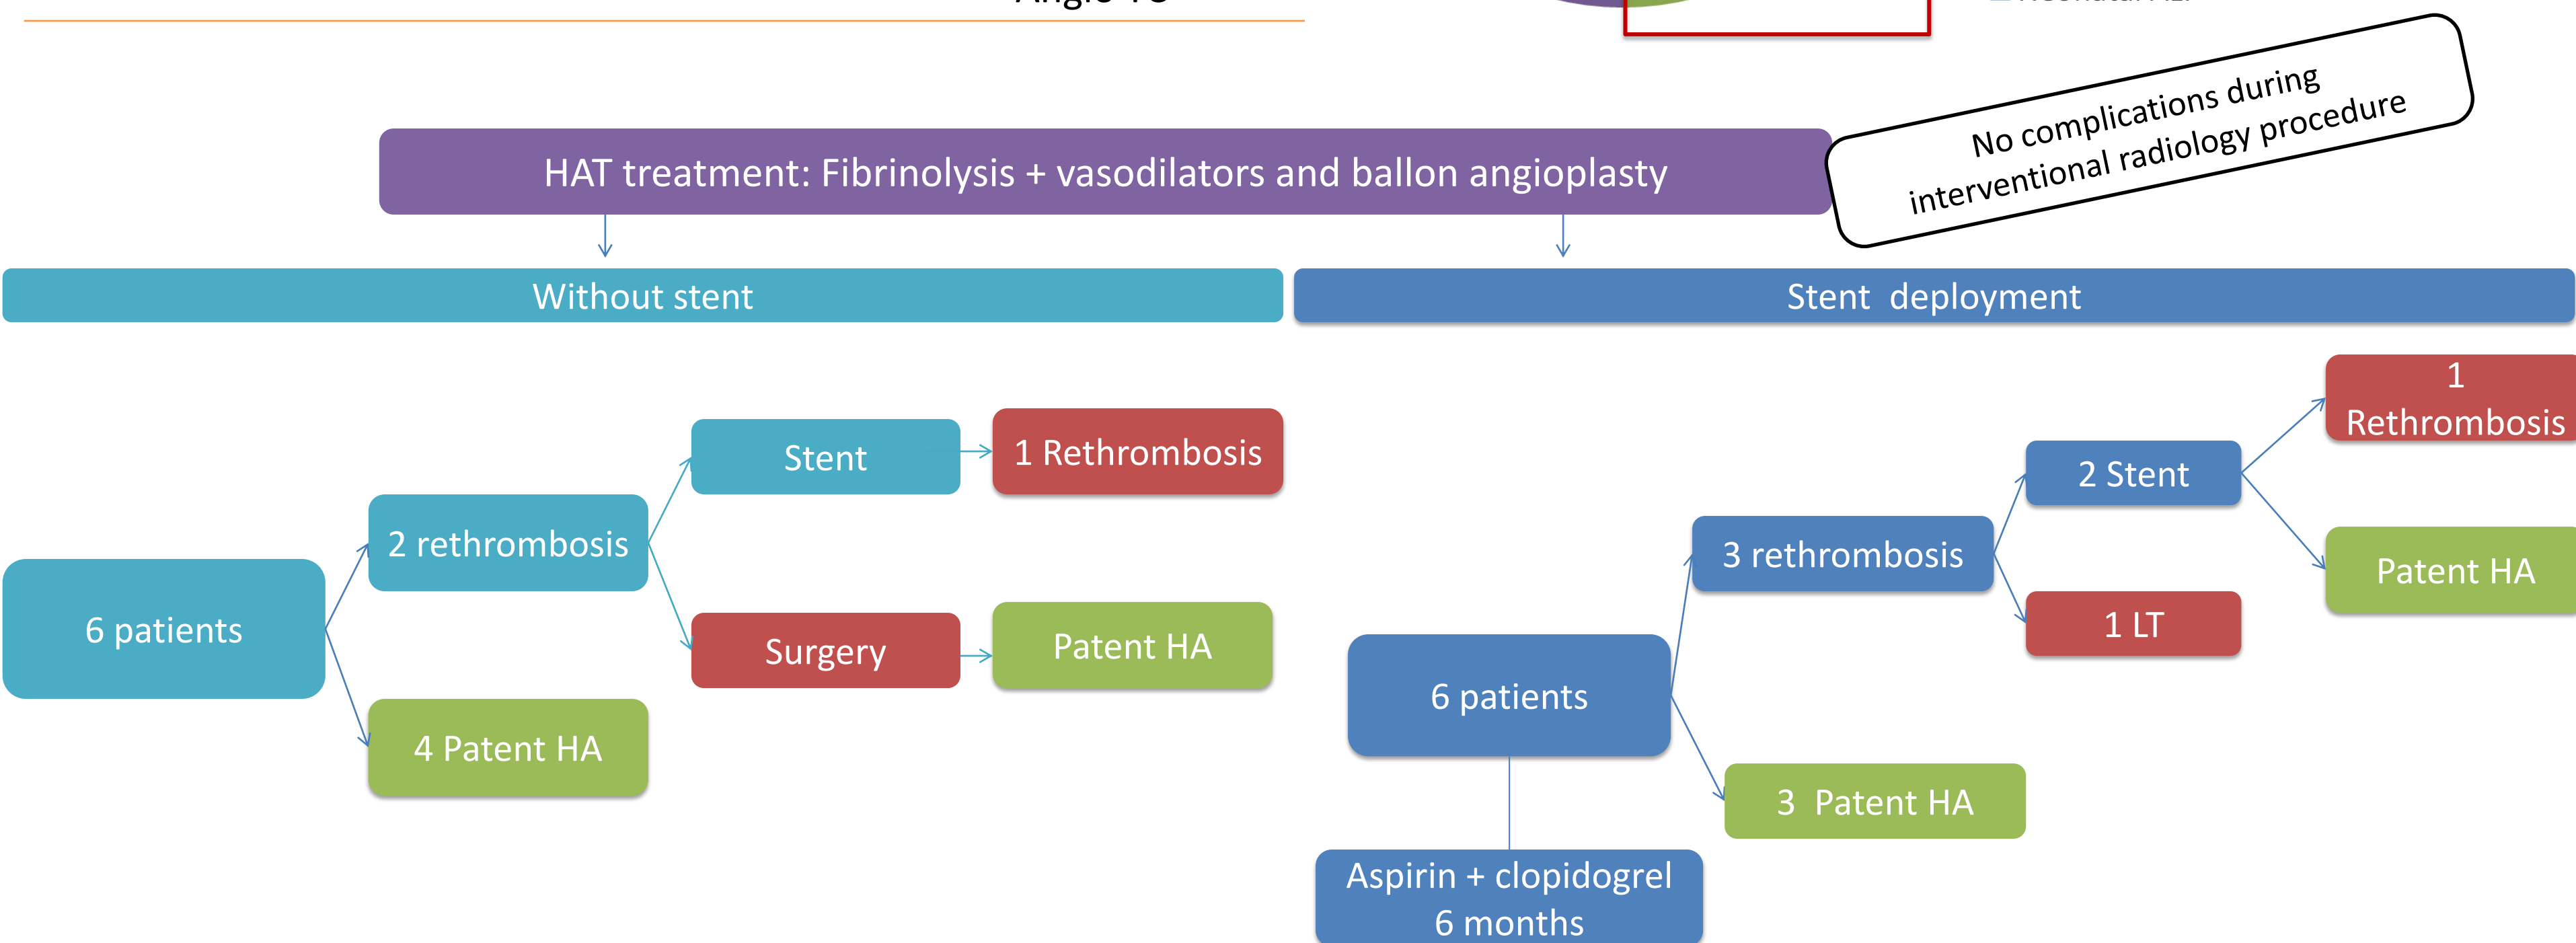 No complications during
interventional radiology procedure
HAT treatment: Fibrinolysis + vasodilators and ballon angioplasty
Without stent
Stent deployment
1
Rethrombosis
Stent
1 Rethrombosis
2 Stent
2 rethrombosis
3 rethrombosis
Patent HA
6 patients
Surgery
Patent HA
1 LT
6 patients
4 Patent HA
3 Patent HA
Aspirin + clopidogrel
6 months